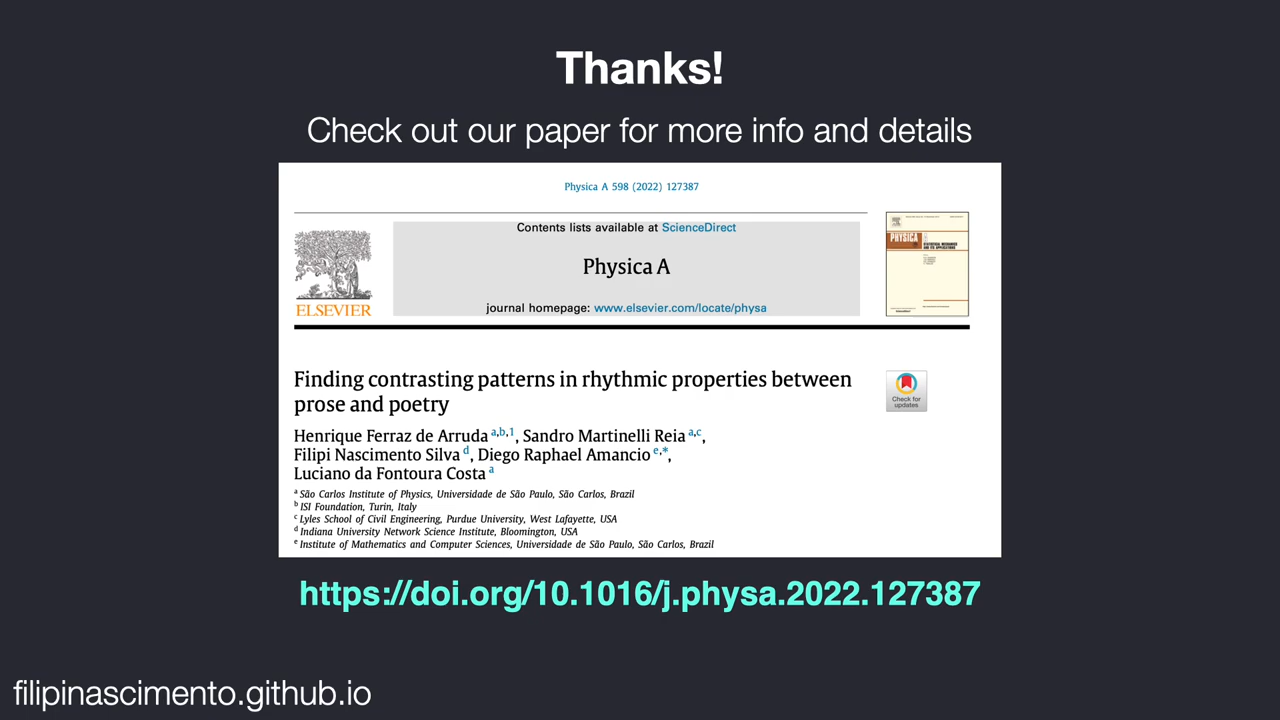 Thanks!
Check out our paper for more info and details
Physica A 598 (2022) 127387
Contents lists available at ScienceDirect
Physica A
journal homepage: www.elsevier.com/locate/physa
ELSEVIER
PHYSICA
STATISTICAL MECHANICS
AND ITS APPLICATIONS
Finding contrasting patterns in rhythmic properties between
prose and poetry
Check for
updates
Henrique Ferraz de Arruda a,b,1, Sandro Martinelli Reia a,c,
Filipi Nascimento Silva d, Diego Raphael Amancio e,*,
Luciano da Fontoura Costa a
a São Carlos Institute of Physics, Universidade de São Paulo, São Carlos, Brazil
b ISI Foundation, Turin, Italy
c Lyles School of Civil Engineering, Purdue University, West Lafayette, USA
d Indiana University Network Science Institute, Bloomington, USA
e Institute of Mathematics and Computer Sciences, Universidade de São Paulo, São Carlos, Brazil
https://doi.org/10.1016/j.physa.2022.127387
filipinascimento.github.io